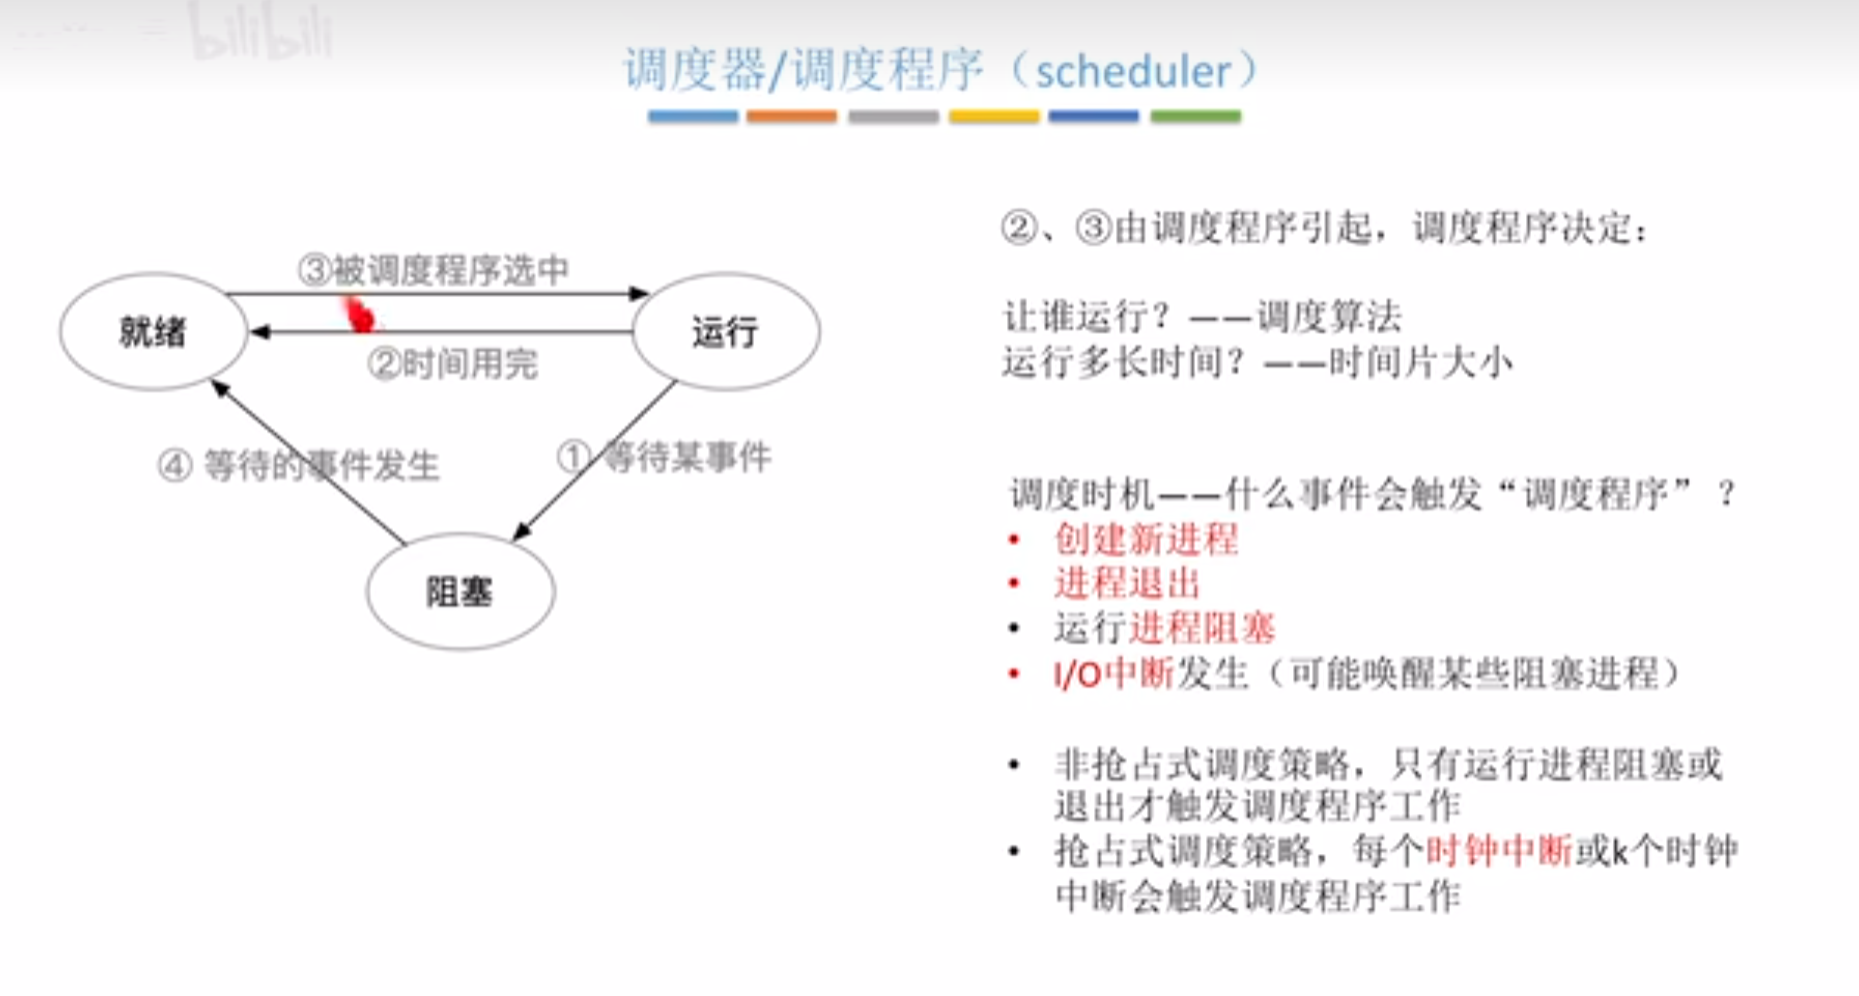 bilibili
调度器/调度程序（scheduler）
③被调度程序选中
就绪
运行
②时间用完
④ 等待的事件发生
① 等待某事件
阻塞
②、③由调度程序引起，调度程序决定：
让谁运行？——调度算法
运行多长时间？——时间片大小
调度时机——什么事件会触发“调度程序”？
• 创建新进程
• 进程退出
• 运行进程阻塞
• I/O中断发生（可能唤醒某些阻塞进程）
• 非抢占式调度策略，只有运行进程阻塞或
退出才触发调度程序工作
• 抢占式调度策略，每个时钟中断或k个时钟
中断会触发调度程序工作